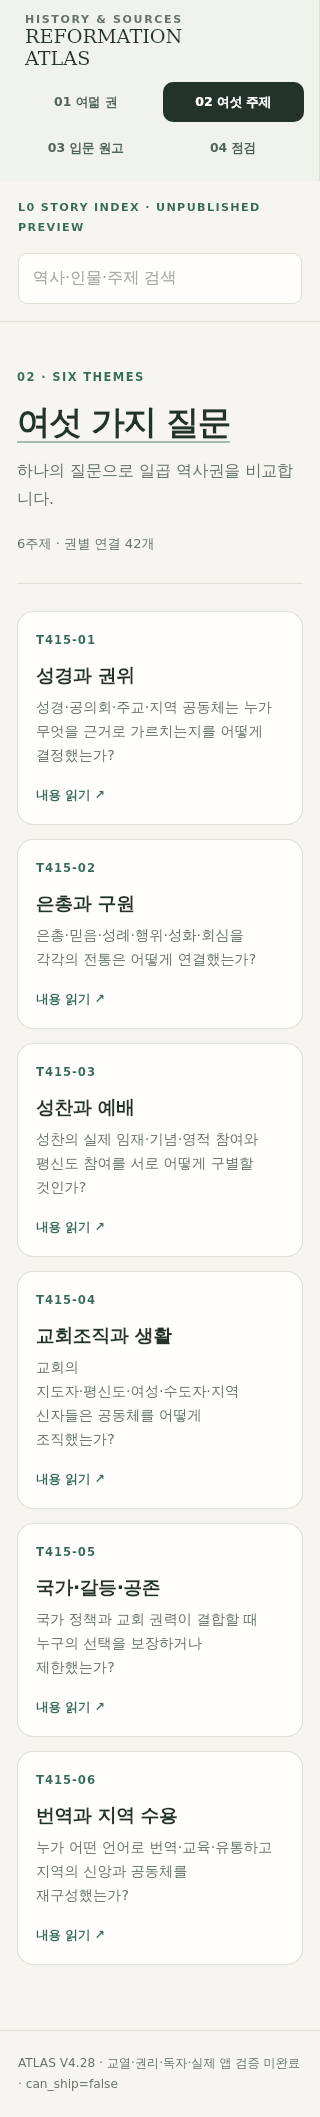 HISTORY & SOURCES
REFORMATION
ATLAS
01 여덟 권
02 여섯 주제
03 입문 원고
04 점검
L0 STORY INDEX · UNPUBLISHED
PREVIEW
역사·인물·주제 검색
02 · SIX THEMES
여섯 가지 질문
하나의 질문으로 일곱 역사권을 비교합
니다.
6주제 · 권별 연결 42개
T415-01
성경과 권위
성경·공의회·주교·지역 공동체는 누가
무엇을 근거로 가르치는지를 어떻게
결정했는가?
내용 읽기 ↗
T415-02
은총과 구원
은총·믿음·성례·행위·성화·회심을
각각의 전통은 어떻게 연결했는가?
내용 읽기 ↗
T415-03
성찬과 예배
성찬의 실제 임재·기념·영적 참여와
평신도 참여를 서로 어떻게 구별할
것인가?
내용 읽기 ↗
T415-04
교회조직과 생활
교회의
지도자·평신도·여성·수도자·지역
신자들은 공동체를 어떻게
조직했는가?
내용 읽기 ↗
T415-05
국가·갈등·공존
국가 정책과 교회 권력이 결합할 때
누구의 선택을 보장하거나
제한했는가?
내용 읽기 ↗
T415-06
번역과 지역 수용
누가 어떤 언어로 번역·교육·유통하고
지역의 신앙과 공동체를
재구성했는가?
내용 읽기 ↗
ATLAS V4.28 · 교열·권리·독자·실제 앱 검증 미완료
· can_ship=false